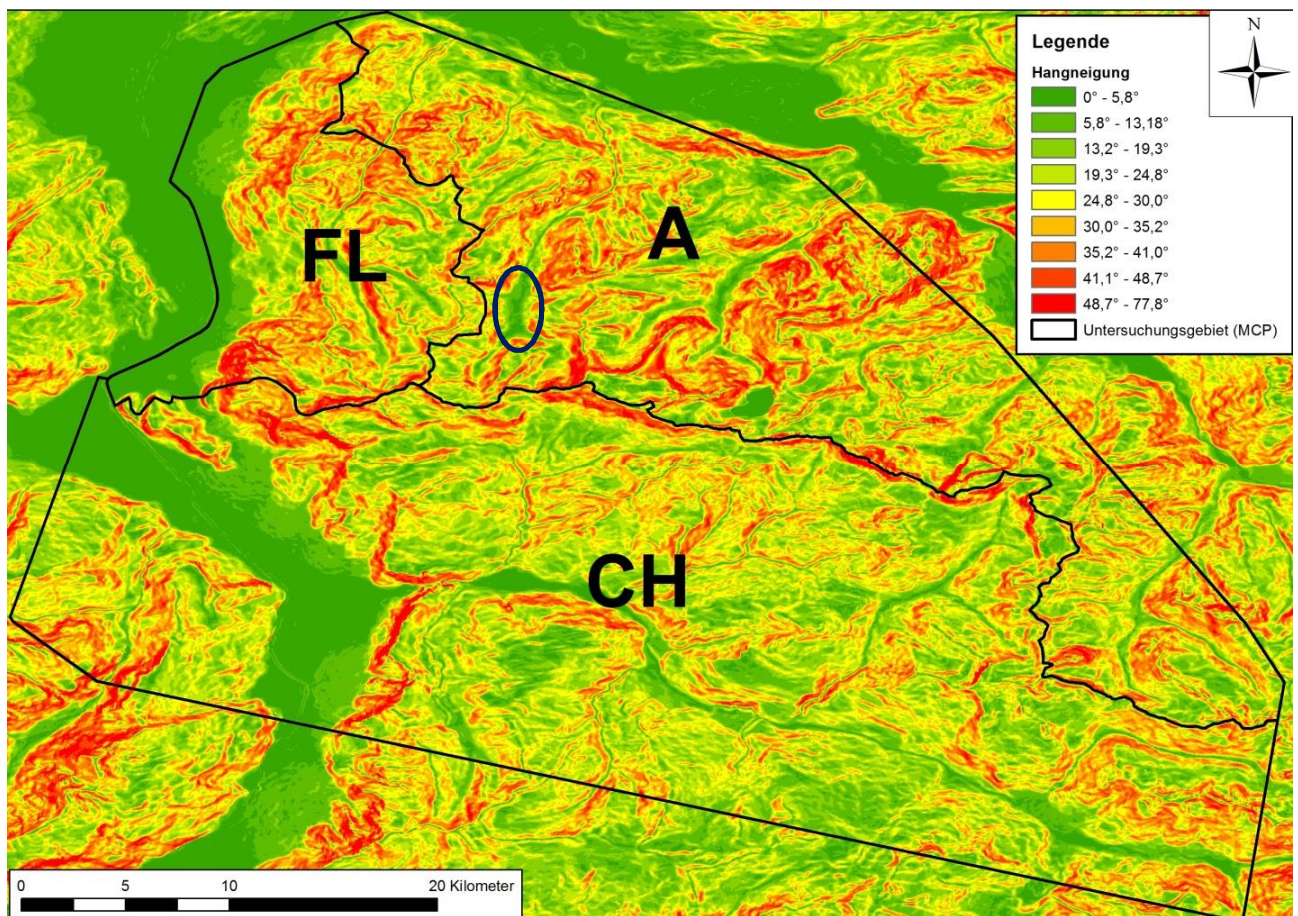 Legende
N
Hangneigung
0° - 5,8°
5,8° - 13,18°
13,2° - 19,3°
19,3° - 24,8°
24,8° - 30,0°
30,0° - 35,2°
35,2° - 41,0°
41,1° - 48,7°
48,7° - 77,8°
Untersuchungsgebiet (MCP)
A
FL
CH
0 5 10 20 Kilometer